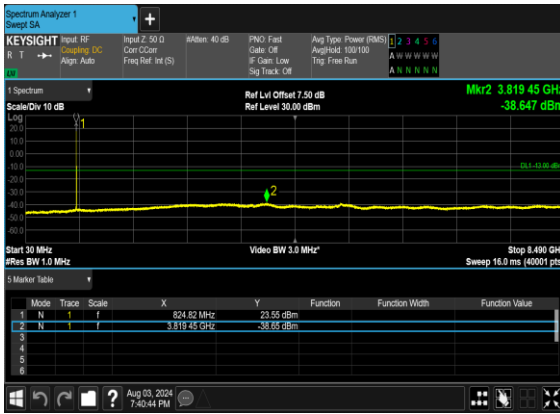 Spectrum Analyzer 1
Swept SA
+
KEYSIGHT Input: RF Input Z: 50 Ω #Atten: 40 dB PNO: Fast Avg Type: Power (RMS) 1 2 3 4 5 6
R T Coupling: DC Corr CCorr Gate: Off Avg|Hold: 100/100 A W W W W W
Align: Auto Freq Ref: Int (S) IF Gain: Low Trig: Free Run
LW Sig Track: Off A N N N N N
1 Spectrum Ref Lvl Offset 7.50 dB Mkr2 3.819 45 GHz
Scale/Div 10 dB Ref Level 30.00 dBm -38.647 dBm
Log
20.0
10.0
0.00
-10.0
-20.0
-30.0
-40.0
-50.0
-60.0
1
2
DL1 -13.00 dBm
Start 30 MHz Video BW 3.0 MHz* Stop 8.490 GHz
#Res BW 1.0 MHz Sweep 16.0 ms (40001 pts)
5 Marker Table
Mode Trace Scale X Y Function Function Width Function Value
1 N 1 f 824.82 MHz 23.55 dBm
2 N 1 f 3.819 45 GHz -38.65 dBm
3
4
5
6
? Aug 03, 2024
7:40:44 PM